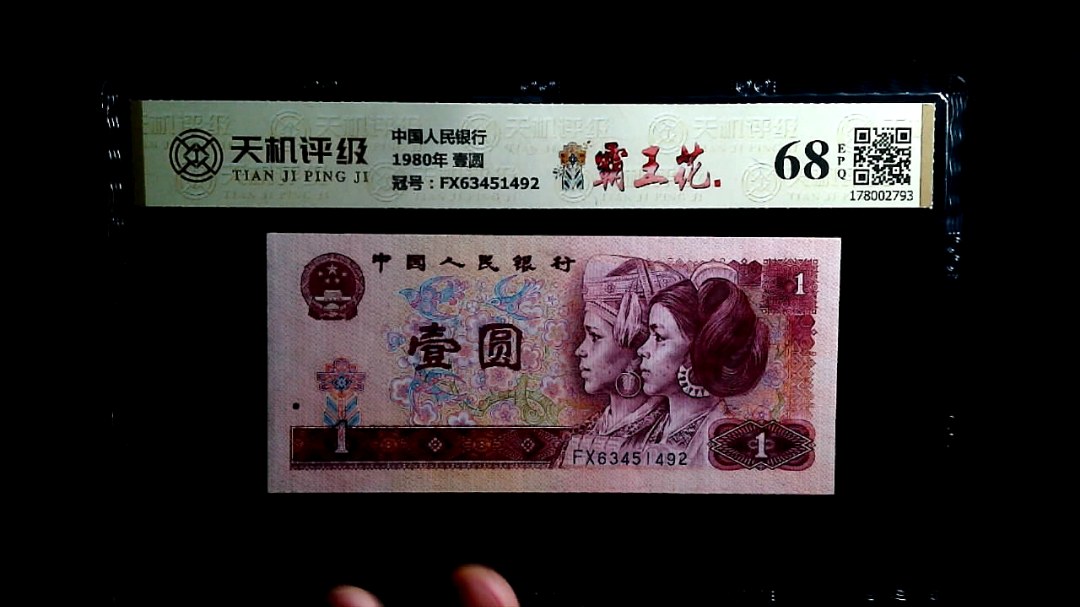 天机评级
TIAN JI PING JI
中国人民银行
1980年 壹圆
冠号：FX63451492
霸王花
68
EPQ
178002793
中国人民银行
1
壹圆
1
FX63451492
1